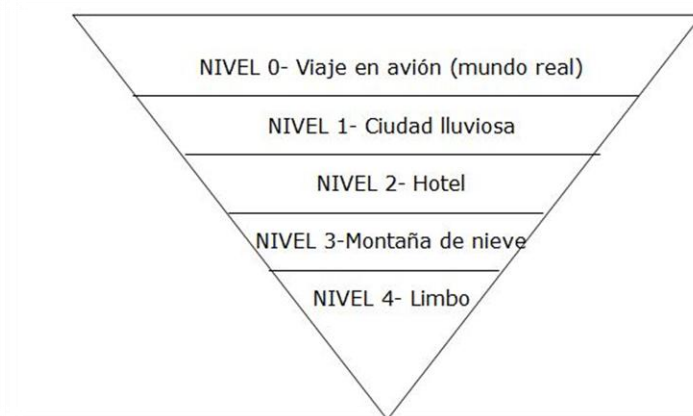 NIVEL 0- Viaje en avión (mundo real)
NIVEL 1- Ciudad lluviosa
NIVEL 2- Hotel
NIVEL 3-Montaña de nieve
NIVEL 4- Limbo